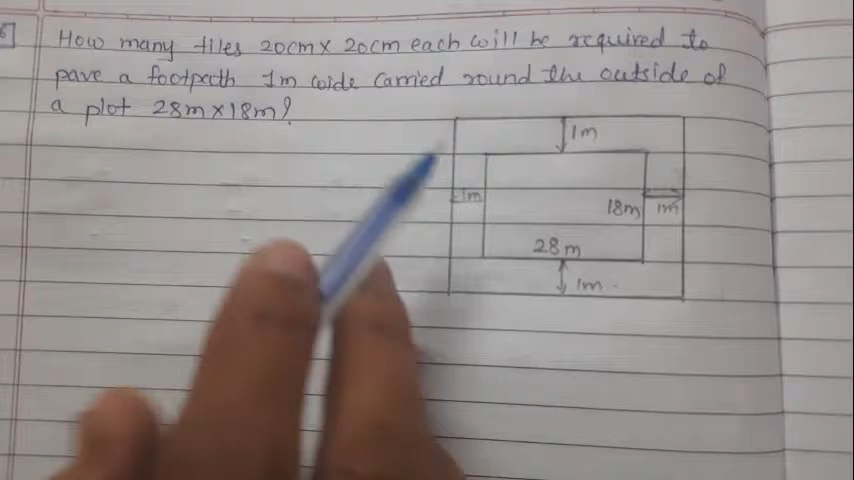 6]
How many tiles 20cm x 20cm each will be required to
pave a footpath 1m wide carried round the outside of
a plot 28m x 18m?
1m
1m
18m
1m
28m
1m